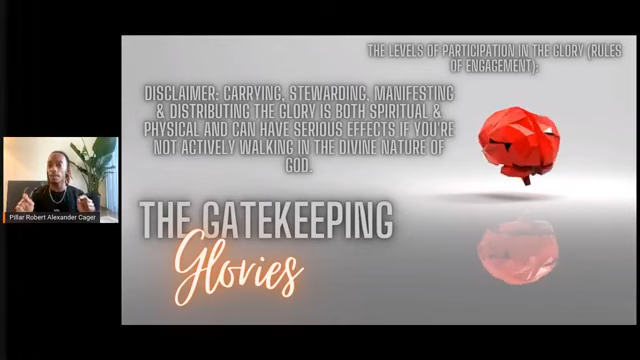 THE LEVELS OF PARTICIPATION IN THE GLORY (RULES
OF ENGAGEMENT):
DISCLAIMER: CARRYING, STEWARDING, MANIFESTING
& DISTRIBUTING THE GLORY IS BOTH SPIRITUAL &
PHYSICAL AND CAN HAVE SERIOUS EFFECTS IF YOU'RE
NOT ACTIVELY WALKING IN THE DIVINE NATURE OF
GOD.
THE GATEKEEPING
Glories
Pillar Robert Alexander Cager